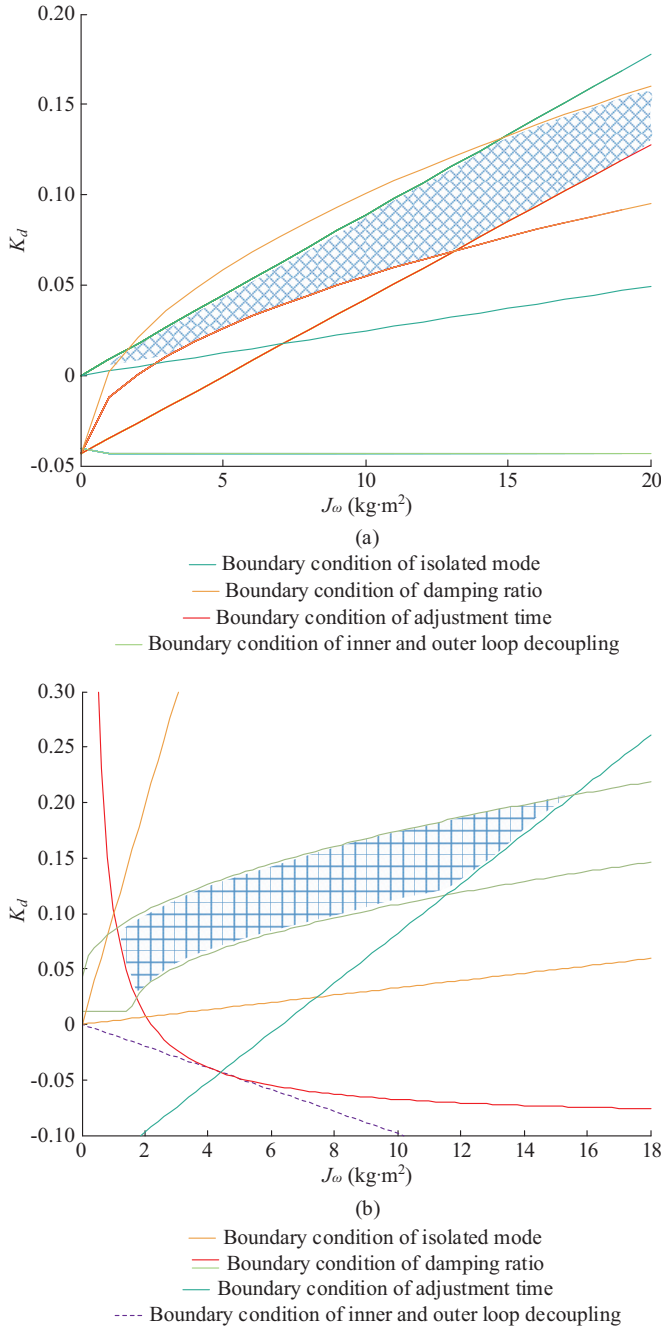 0.20
0.15
0.10
0.05
0
-0.05
K_d
0 5 10 15 20
J_ω (kg·m²)
(a)
Boundary condition of isolated mode
Boundary condition of damping ratio
Boundary condition of adjustment time
Boundary condition of inner and outer loop decoupling
0.30
0.25
0.20
0.15
0.10
0.05
0
-0.05
-0.10
K_d
0 2 4 6 8 10 12 14 16 18
J_ω (kg·m²)
(b)
Boundary condition of isolated mode
Boundary condition of damping ratio
Boundary condition of adjustment time
Boundary condition of inner and outer loop decoupling